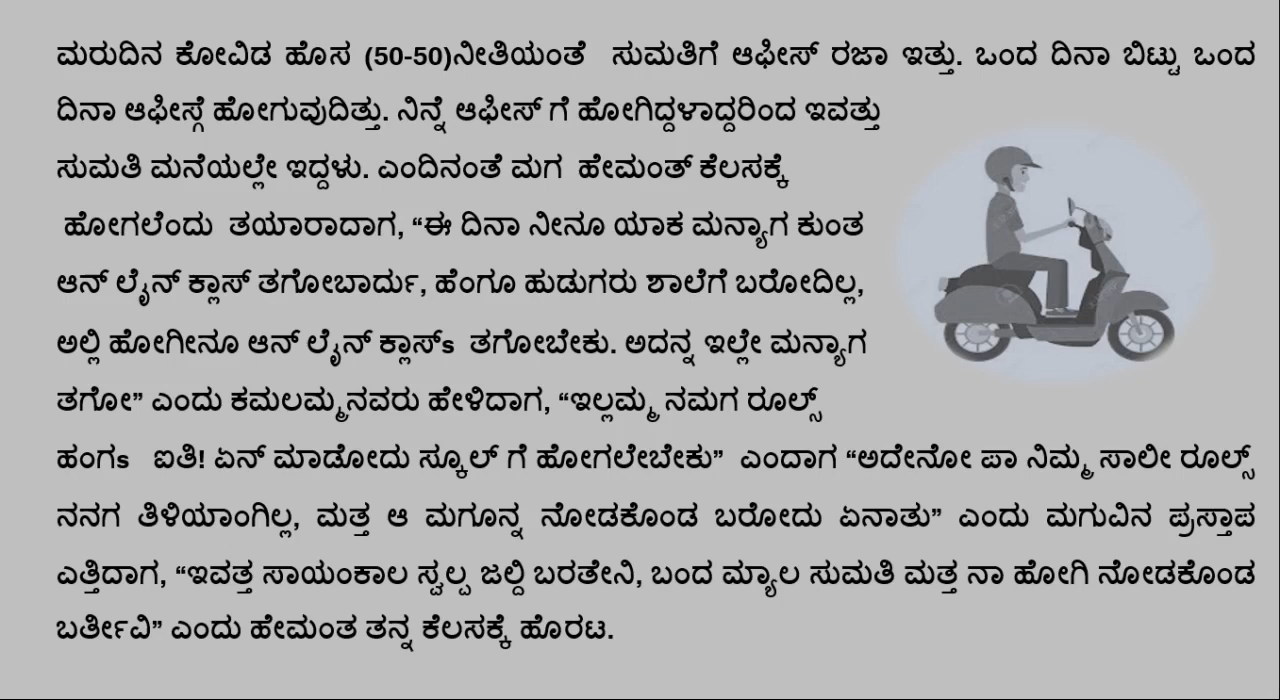 ಮರುದಿನ ಕೋವಿಡ ಹೊಸ (50-50)ನೀತಿಯಂತೆ ಸುಮತಿಗೆ ಆಫೀಸ್ ರಜಾ ಇತ್ತು. ಒಂದ ದಿನಾ ಬಿಟ್ಟು ಒಂದ
ದಿನಾ ಆಫೀಸ್ಗೆ ಹೋಗುವುದಿತ್ತು. ನಿನ್ನೆ ಆಫೀಸ್ ಗೆ ಹೋಗಿದ್ದಳಾದ್ದರಿಂದ ಇವತ್ತು
ಸುಮತಿ ಮನೆಯಲ್ಲೇ ಇದ್ದಳು. ಎಂದಿನಂತೆ ಮಗ ಹೇಮಂತ್ ಕೆಲಸಕ್ಕೆ
ಹೋಗಲೆಂದು ತಯಾರಾದಾಗ, “ಈ ದಿನಾ ನೀನೂ ಯಾಕ ಮನ್ಯಾಗ ಕುಂತ
ಆನ್ ಲೈನ್ ಕ್ಲಾಸ್ ತಗೋಬಾರ್ದು, ಹೆಂಗೂ ಹುಡುಗರು ಶಾಲೆಗೆ ಬರೋದಿಲ್ಲ,
ಅಲ್ಲಿ ಹೋಗೀನೂ ಆನ್ ಲೈನ್ ಕ್ಲಾಸ್s ತಗೋಬೇಕು. ಅದನ್ನ ಇಲ್ಲೇ ಮನ್ಯಾಗ
ತಗೋ” ಎಂದು ಕಮಲಮ್ಮನವರು ಹೇಳಿದಾಗ, “ಇಲ್ಲಮ್ಮ ನಮಗ ರೂಲ್ಸ್
ಹಂಗs ಐತಿ! ಏನ್ ಮಾಡೋದು ಸ್ಕೂಲ್ ಗೆ ಹೋಗಲೇಬೇಕು” ಎಂದಾಗ “ಅದೇನೋ ಪಾ ನಿಮ್ಮ ಸಾಲೀ ರೂಲ್ಸ್
ನನಗ ತಿಳಿಯಾಂಗಿಲ್ಲ, ಮತ್ತ ಆ ಮಗೂನ್ನ ನೋಡಕೊಂಡ ಬರೋದು ಏನಾತು” ಎಂದು ಮಗುವಿನ ಪ್ರಸ್ತಾಪ
ಎತ್ತಿದಾಗ, “ಇವತ್ತ ಸಾಯಂಕಾಲ ಸ್ವಲ್ಪ ಜಲ್ದಿ ಬರತೇನಿ, ಬಂದ ಮ್ಯಾಲ ಸುಮತಿ ಮತ್ತ ನಾ ಹೋಗಿ ನೋಡಕೊಂಡ
ಬರ್ತೀವಿ” ಎಂದು ಹೇಮಂತ ತನ್ನ ಕೆಲಸಕ್ಕೆ ಹೊರಟ.